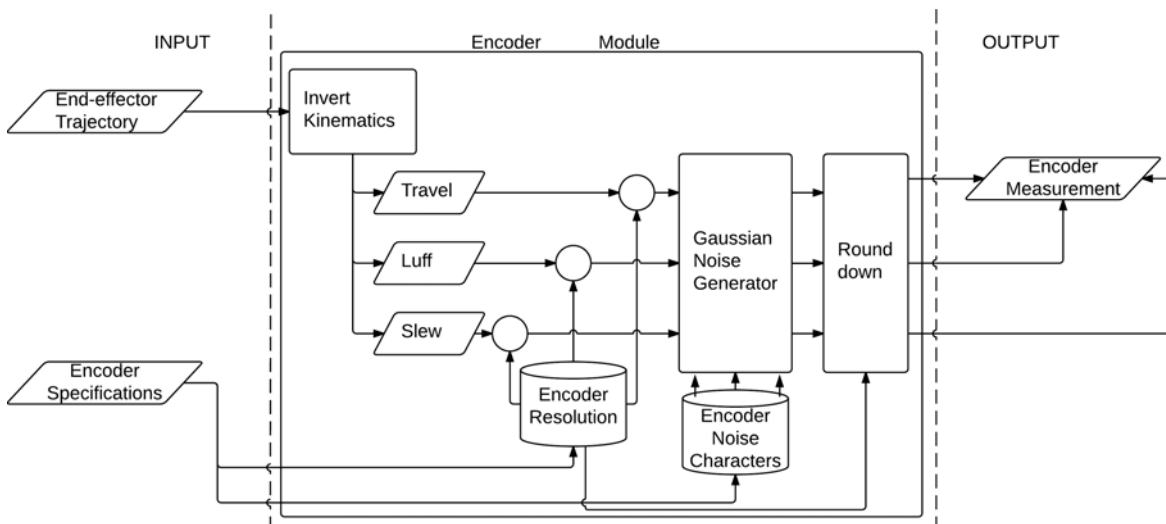 INPUT
Encoder Module
OUTPUT
End-effector
Trajectory
Invert
Kinematics
Travel
Luff
Slew
Gaussian
Noise
Generator
Round
down
Encoder
Measurement
Encoder
Specifications
Encoder
Resolution
Encoder
Noise
Characters